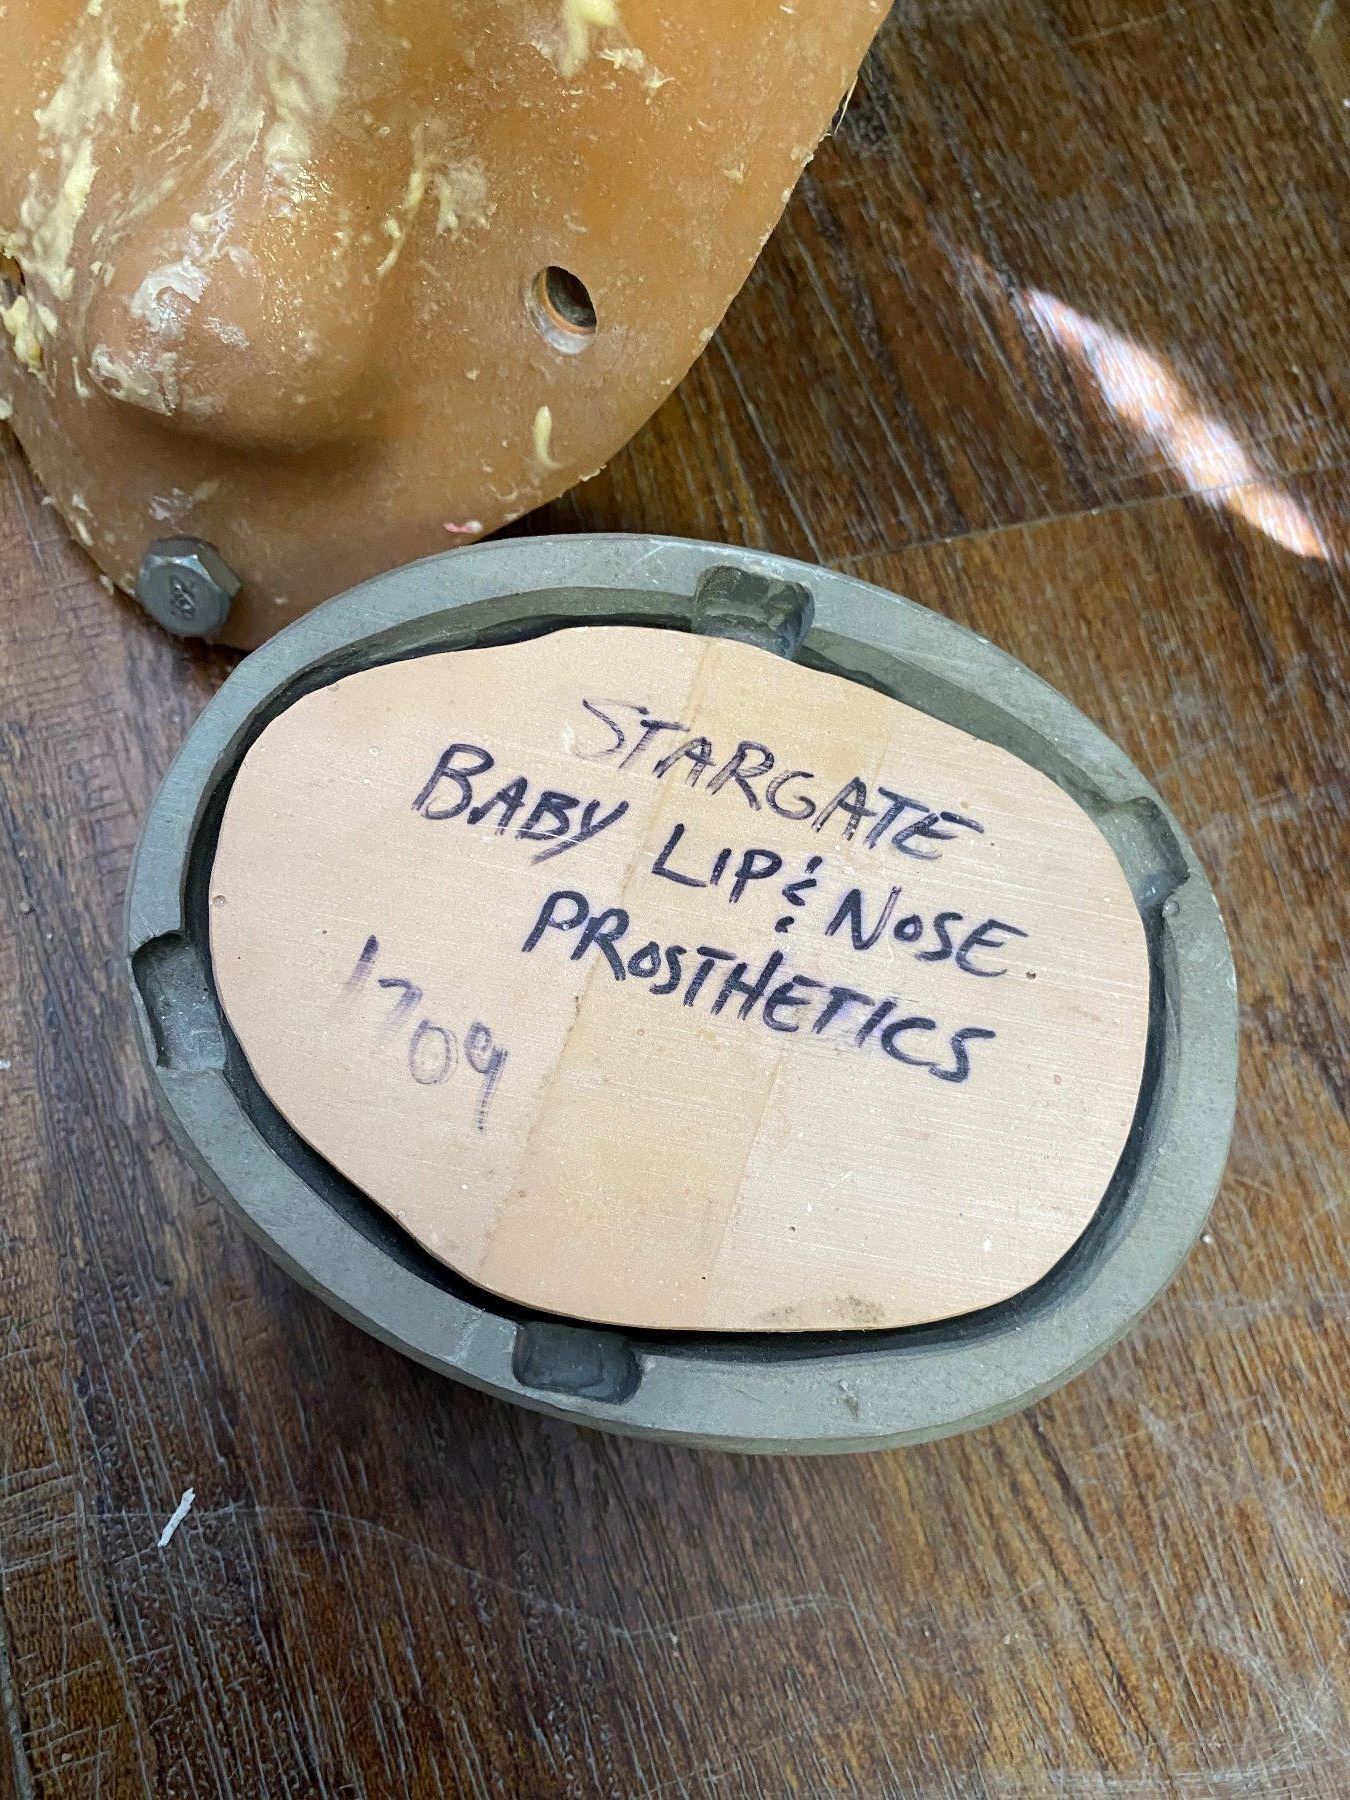 STARGATE
BABY LIP & NOSE
PROSTHETICS
1709